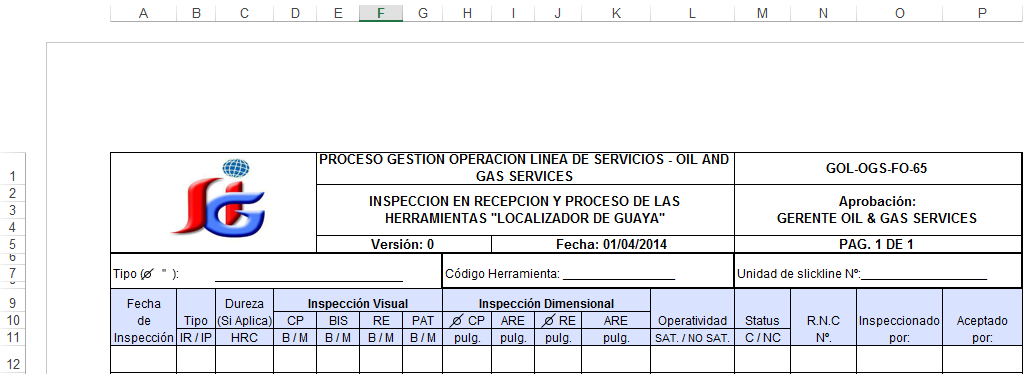 A B C D E F G H I J K L M N O P
1
PROCESO GESTION OPERACION LINEA DE SERVICIOS - OIL AND
GAS SERVICES
GOL-OGS-FO-65
2
3
4
INSPECCION EN RECEPCION Y PROCESO DE LAS
HERRAMIENTAS "LOCALIZADOR DE GUAYA"
Aprobación:
GERENTE OIL & GAS SERVICES
5
Versión: 0 Fecha: 01/04/2014 PAG. 1 DE 1
6
7
Tipo (Ø " ): Código Herramienta: Unidad de slickline Nº:
9
Fecha Dureza Inspección Visual Inspección Dimensional
10
de Tipo (Si Aplica) CP BIS RE PAT Ø CP ARE Ø RE ARE Operatividad Status R.N.C Inspeccionado Aceptado
11
Inspección IR / IP HRC B / M B / M B / M B / M pulg. pulg. pulg. pulg. SAT. / NO SAT. C / NC Nº. por: por:
12